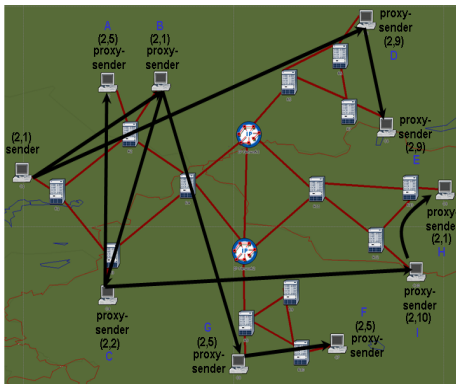 A
(2,5)
proxy-
sender
B
(2,1)
proxy-
sender
proxy-
sender
(2,9)
D
(2,1)
sender
proxy-
sender
(2,9)
E
IP
proxy-
sender
(2,1)
H
IP
proxy-
sender
(2,2)
C
proxy-
sender
(2,10)
I
G
(2,5)
proxy-
sender
F
(2,5)
proxy-
sender